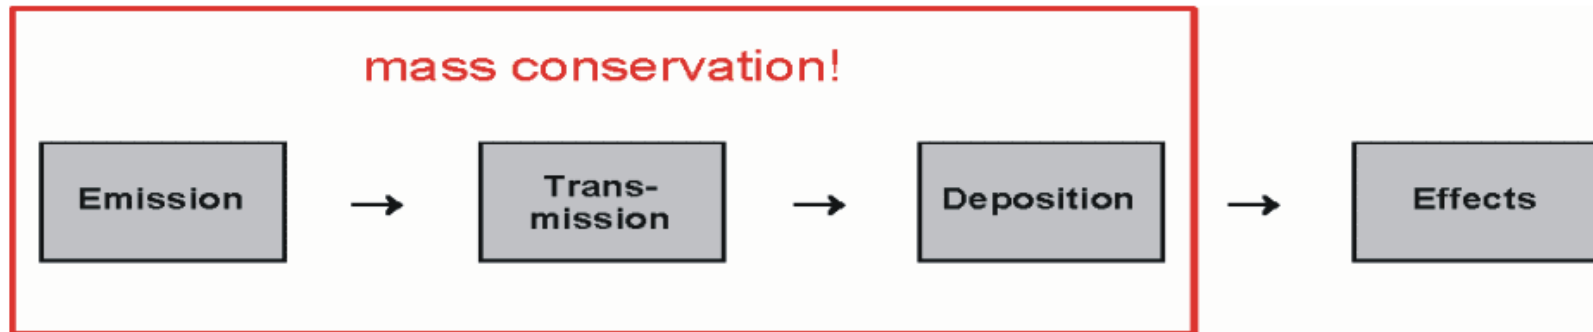 mass conservation!
Emission → Trans-
mission → Deposition → Effects